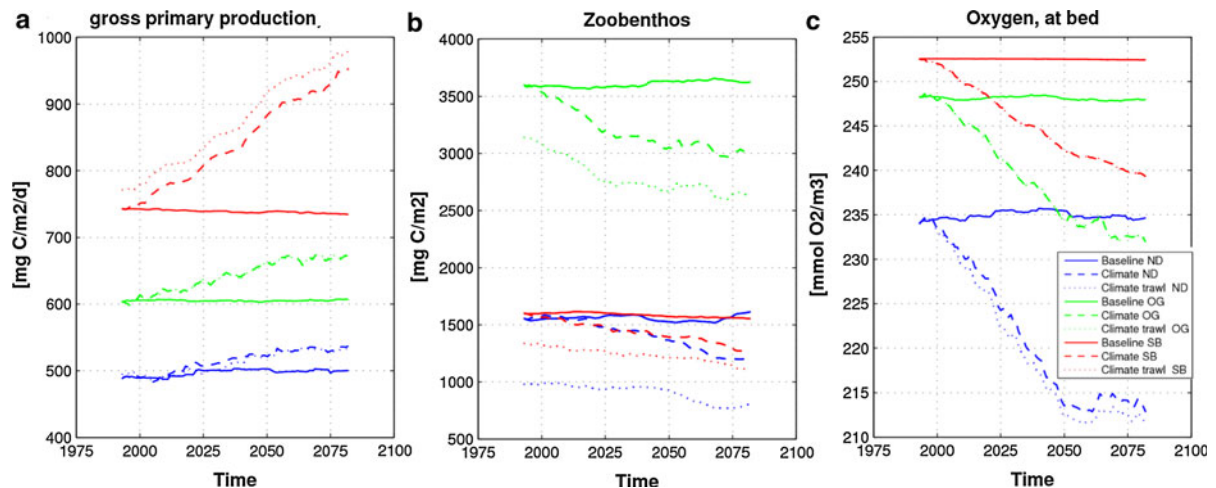 a
gross primary production
1000
900
800
700
600
500
400
[mg C/m2/d]
1975
2000
2025
2050
2075
2100
Time
b
Zoobenthos
4000
3500
3000
2500
2000
1500
1000
500
[mg C/m2]
1975
2000
2025
2050
2075
2100
Time
c
Oxygen, at bed
255
250
245
240
235
230
225
220
215
210
[mmol O2/m3]
1975
2000
2025
2050
2075
2100
Time
Baseline ND
Climate ND
Climate trawl ND
Baseline OG
Climate OG
Climate trawl OG
Baseline SB
Climate SB
Climate trawl SB